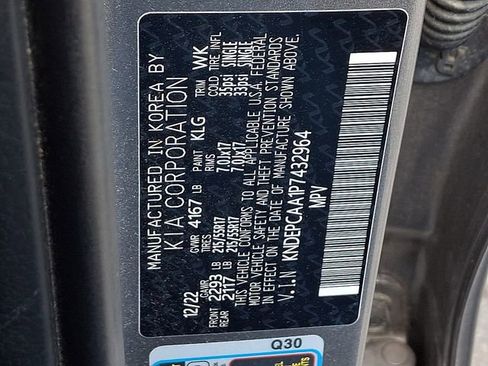 MANUFACTURED IN KOREA BY
KIA CORPORATION
GVWR 4167 LB PAINT KLG TRIM WK
GAWR TIRES RIMS COLD TIRE INFL
12/22 FRONT 2293 LB 215/55R17 7.0JX17 35psi SINGLE
REAR 2117 LB 215/55R17 7.0JX17 33psi SINGLE
THIS VEHICLE CONFORMS TO ALL APPLICABLE U.S.A. FEDERAL
MOTOR VEHICLE SAFETY AND THEFT PREVENTION STANDARDS
IN EFFECT ON THE DATE OF MANUFACTURE SHOWN ABOVE.
V.I.N KNDEPCAA1P7432964
MPV
Q30